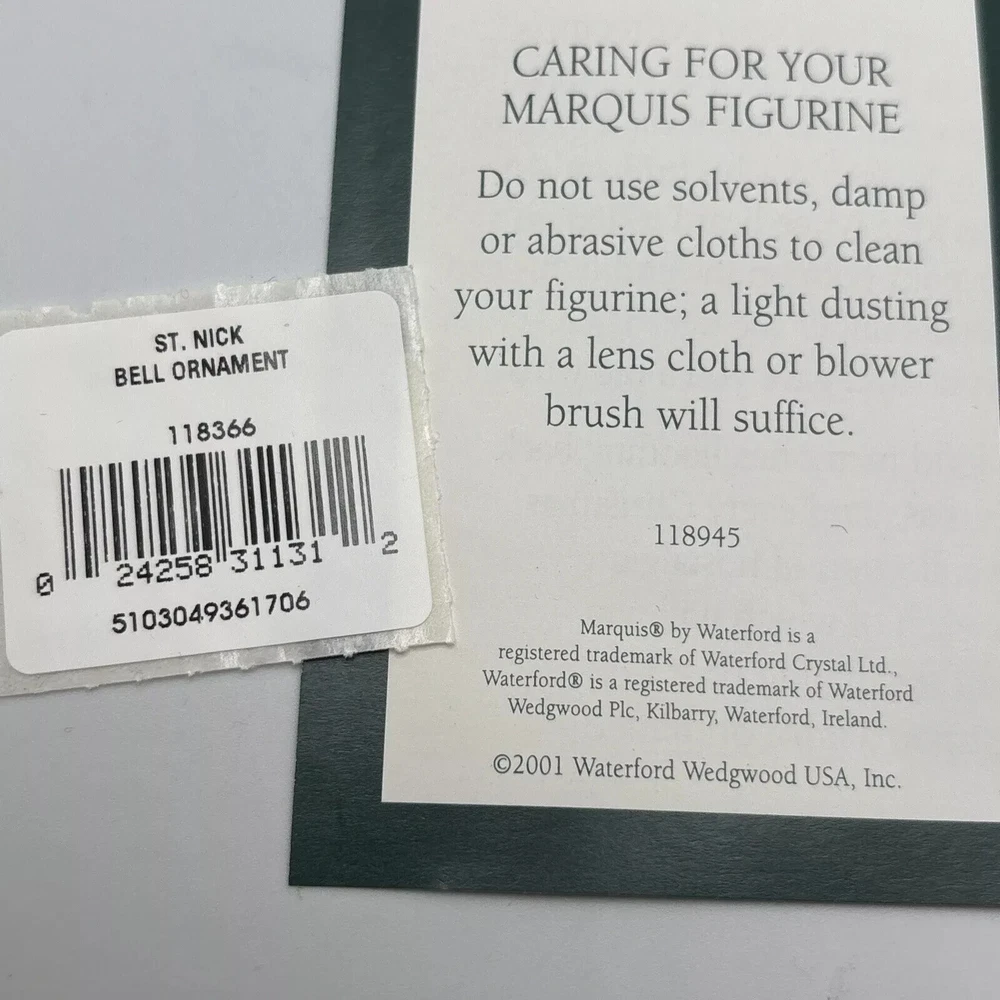 ST. NICK
BELL ORNAMENT
118366
0 24258 31131 2
5103049361706
CARING FOR YOUR
MARQUIS FIGURINE
Do not use solvents, damp
or abrasive cloths to clean
your figurine; a light dusting
with a lens cloth or blower
brush will suffice.
118945
Marquis® by Waterford is a
registered trademark of Waterford Crystal Ltd.,
Waterford® is a registered trademark of Waterford
Wedgwood Plc, Kilbarry, Waterford, Ireland.
©2001 Waterford Wedgwood USA, Inc.